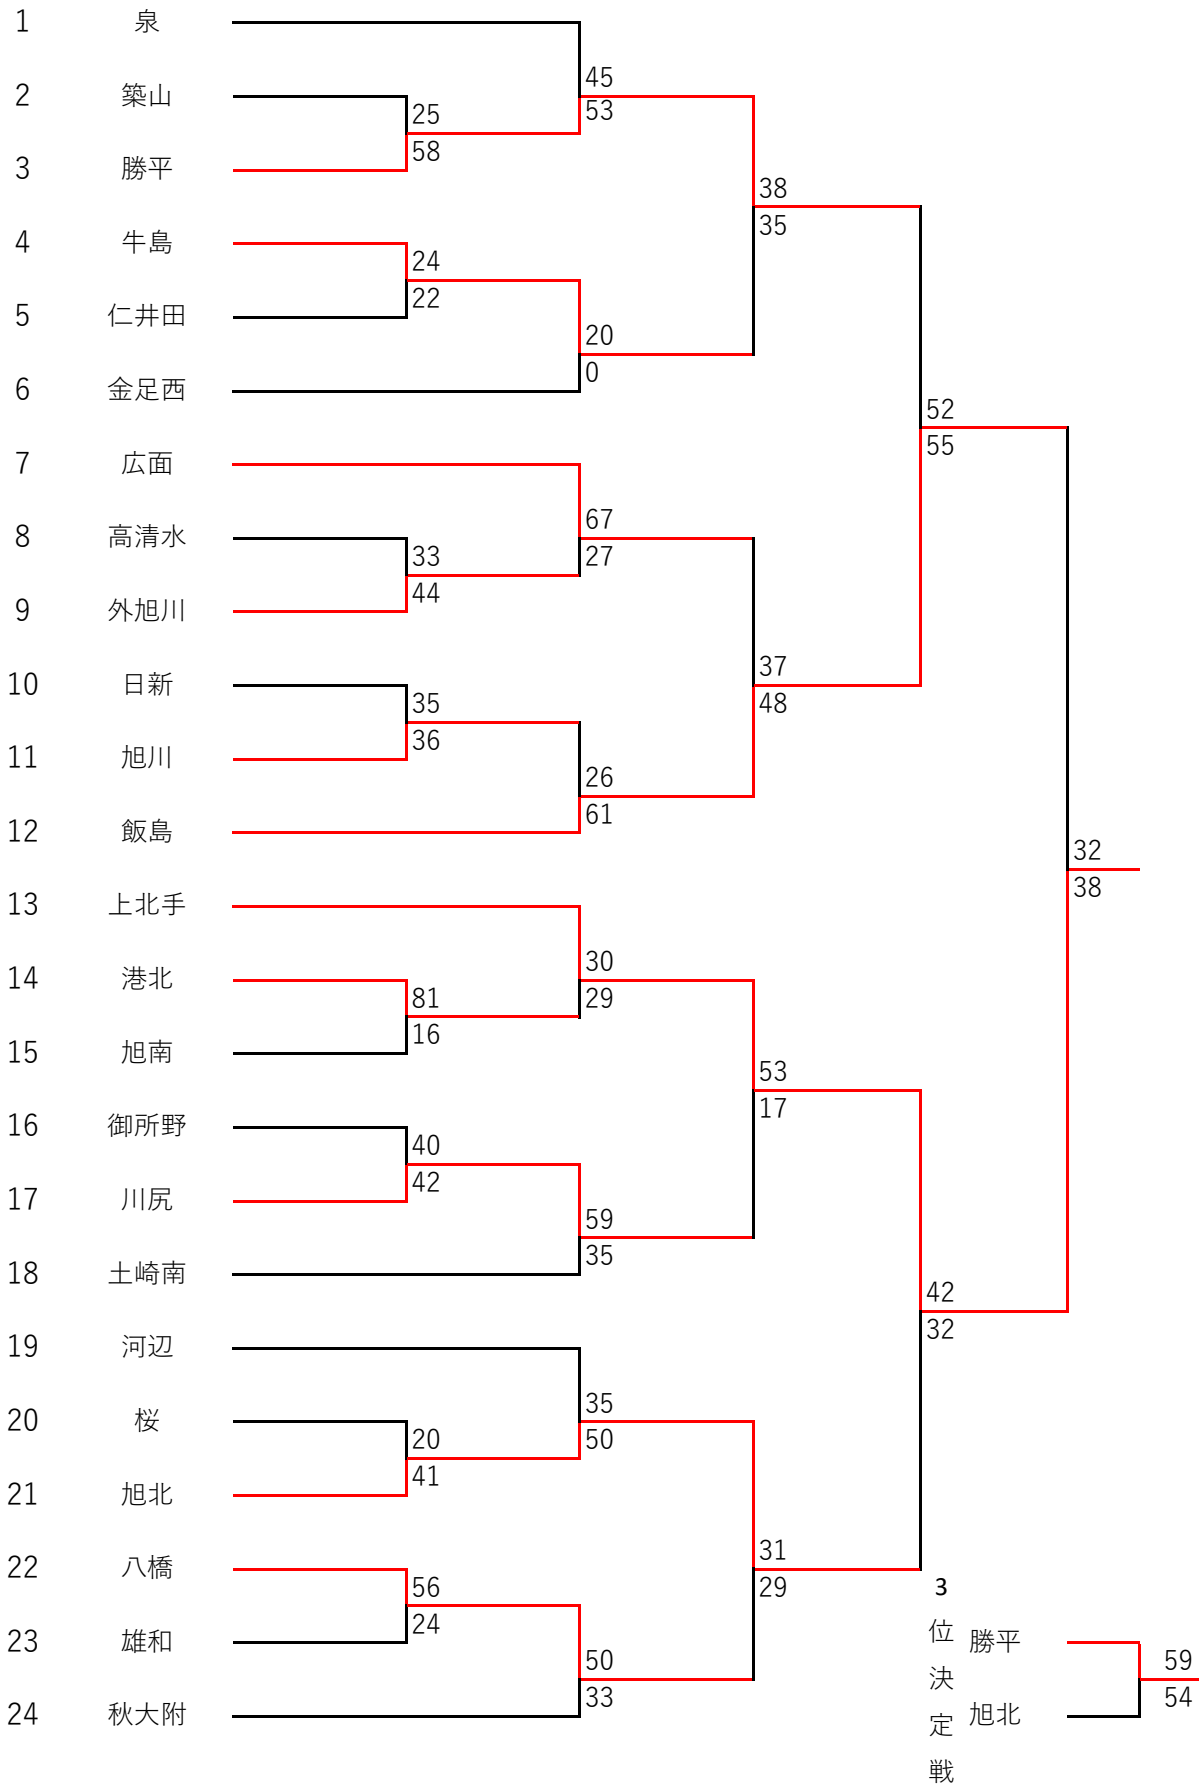 1 泉
45
2 築山
25
53
3 勝平
58
38
4 牛島
24
35
5 仁井田
22
20
6 金足西
0
52
7 広面
55
67
8 高清水
33
27
9 外旭川
44
37
10 日新
35
48
11 旭川
36
26
12 飯島
61
32
13 上北手
38
30
14 港北
81
29
15 旭南
16
53
16 御所野
40
17
17 川尻
42
59
18 土崎南
35
42
19 河辺
32
35
20 桜
20
50
21 旭北
41
31
22 八橋
56
29
23 雄和
24
50
24 秋大附
33
3位決定戦
勝平
59
54
旭北